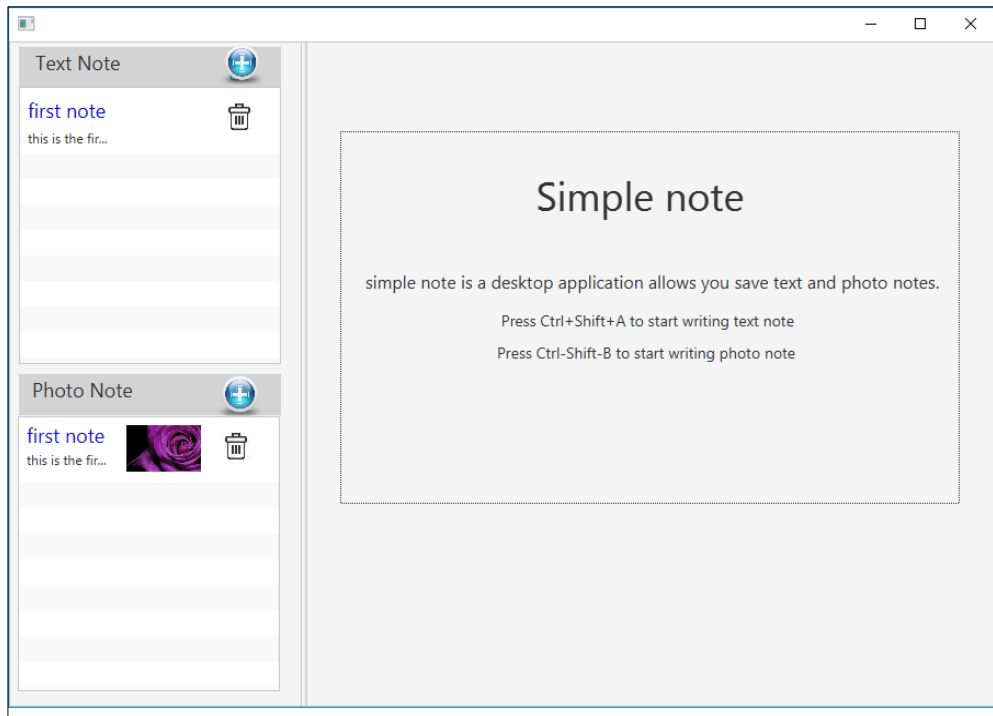 Text Note
first note
this is the fir...
Photo Note
first note
this is the fir...
Simple note
simple note is a desktop application allows you save text and photo notes.
Press Ctrl+Shift+A to start writing text note
Press Ctrl-Shift-B to start writing photo note